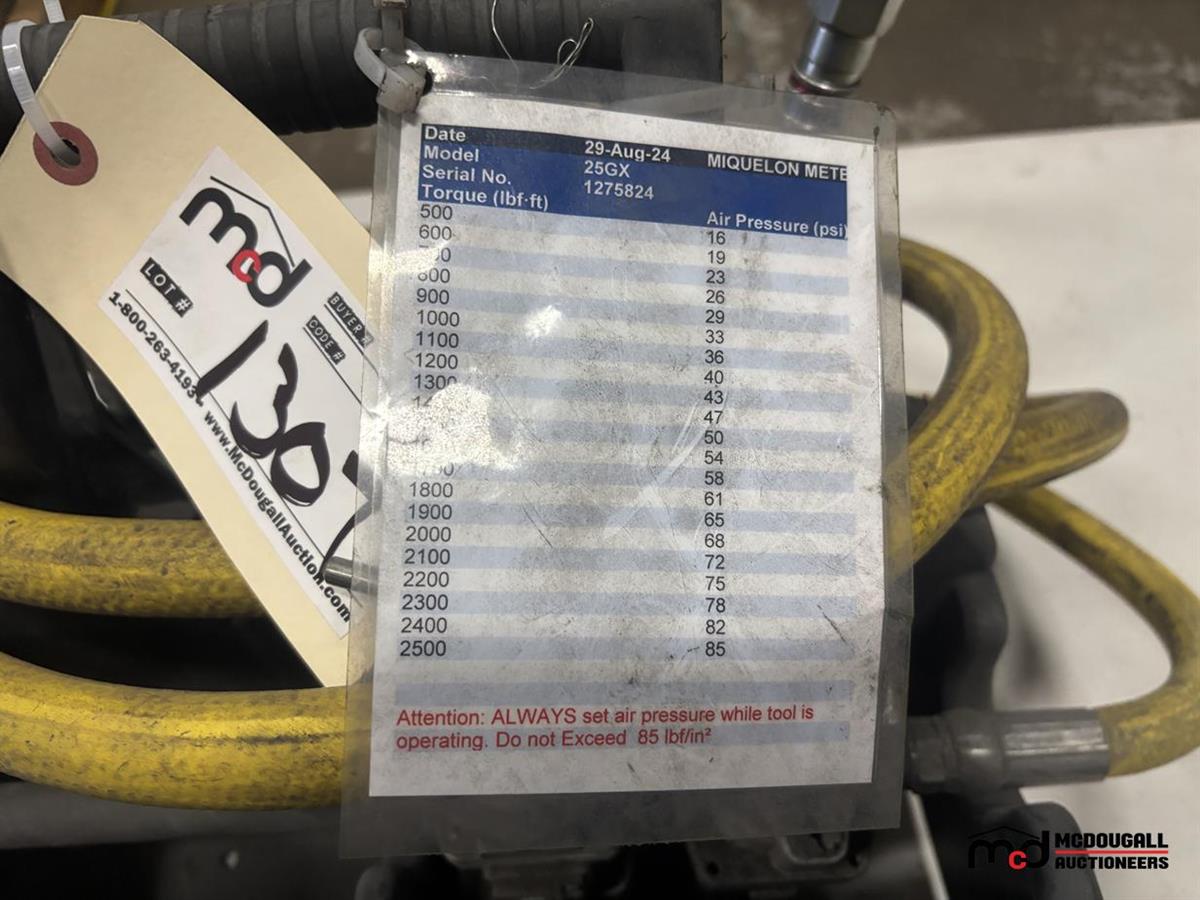 Date 29-Aug-24 MIQUELON METE
Model 25GX
Serial No. 1275824
Torque (lbf·ft) Air Pressure (psi)
500 16
600 19
23
800 26
900 29
1000 33
1100 36
1200 40
1300 43
47
50
54
1700 58
1800 61
1900 65
2000 68
2100 72
2200 75
2300 78
2400 82
2500 85
Attention: ALWAYS set air pressure while tool is
operating. Do not Exceed 85 lbf/in²
mcd
LOT #
BUYER #
CODE #
1-800-263-4193
www.McDougallAuction.com
mcd MCDOUGALL
AUCTIONEERS